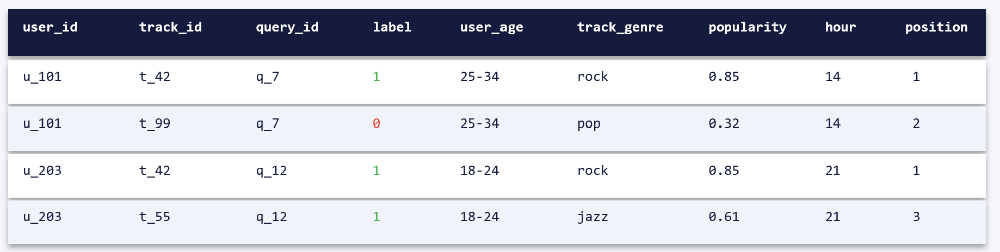 user_id track_id query_id label user_age track_genre popularity hour position
u_101 t_42 q_7 1 25-34 rock 0.85 14 1
u_101 t_99 q_7 0 25-34 pop 0.32 14 2
u_203 t_42 q_12 1 18-24 rock 0.85 21 1
u_203 t_55 q_12 1 18-24 jazz 0.61 21 3